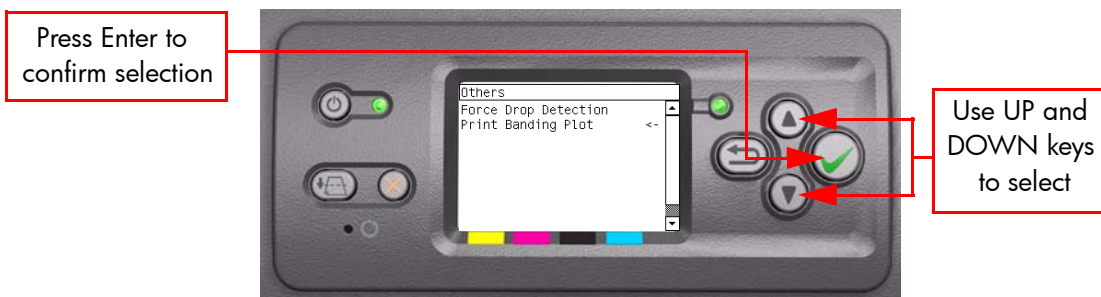 Press Enter to
confirm selection
Others
Force Drop Detection
Print Banding Plot <-
Use UP and
DOWN keys
to select